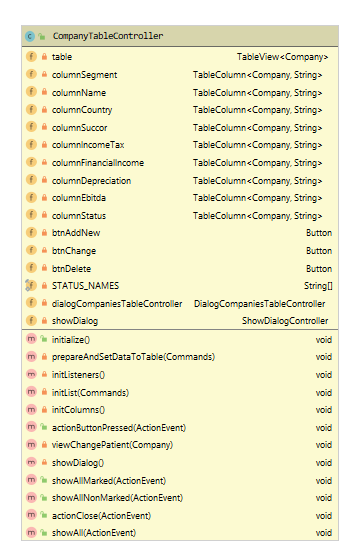 CompanyTableController
table TableView<Company>
columnSegment TableColumn<Company, String>
columnName TableColumn<Company, String>
columnCountry TableColumn<Company, String>
columnSuccor TableColumn<Company, String>
columnIncomeTax TableColumn<Company, String>
columnFinancialIncome TableColumn<Company, String>
columnDepreciation TableColumn<Company, String>
columnEbitda TableColumn<Company, String>
columnStatus TableColumn<Company, String>
btnAddNew Button
btnChange Button
btnDelete Button
STATUS_NAMES String[]
dialogCompaniesTableController DialogCompaniesTableController
showDialog ShowDialogController
initialize() void
prepareAndSetDataToTable(Commands) void
initListeners() void
initList(Commands) void
initColumns() void
actionButtonPressed(ActionEvent) void
viewChangePatient(Company) void
showDialog() void
showAllMarked(ActionEvent) void
showAllNonMarked(ActionEvent) void
actionClose(ActionEvent) void
showAll(ActionEvent) void